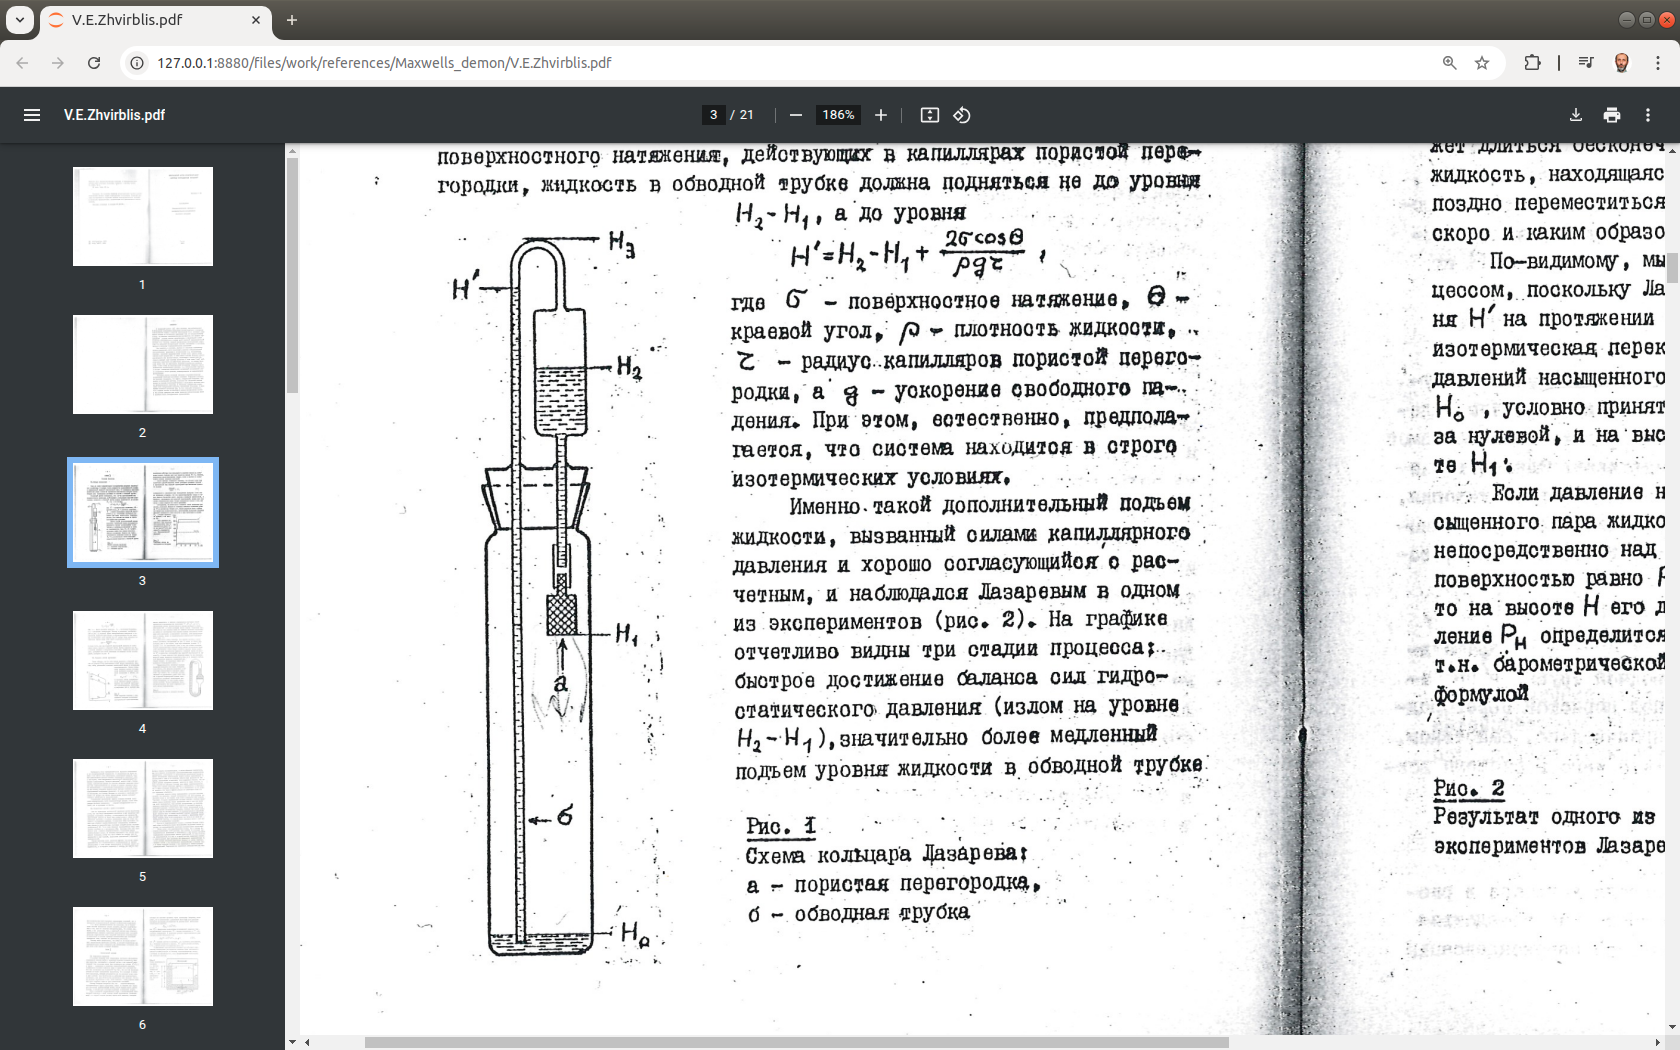 V.E.Zhvirblis.pdf
127.0.0.1:8880/files/work/references/Maxwells_demon/V.E.Zhvirblis.pdf
V.E.Zhvirblis.pdf
3 / 21
186%
1
2
3
4
5
6
поверхностного натяжения, действующих в капиллярах пористой пере-
городки, жидкость в обводной трубке должна подняться не до уровня
H₂-H₁, а до уровня
H'=H₂-H₁+ 2σcosθ/ρgr ,
где σ - поверхностное натяжение, θ -
краевой угол, ρ - плотность жидкости,
r - радиус капилляров пористой перего-
родки, а g - ускорение свободного па-
дения. При этом, естественно, предпола-
гается, что система находится в строго
изотермических условиях.
Именно такой дополнительный подъем
жидкости, вызванный силами капиллярного
давления и хорошо согласующийся с рас-
четным, и наблюдался Лазаревым в одном
из экспериментов (рис. 2). На графике
отчетливо видны три стадии процесса:
быстрое достижение баланса сил гидро-
статического давления (излом на уровне
H₂-H₁), значительно более медленный
подъем уровня жидкости в обводной трубке
H₃
H'
H₂
H₁
а
б
H₀
Рис. 1
Схема кольцара Лазарева:
а - пористая перегородка,
б - обводная трубка
жет длиться бесконеч
жидкость, находящаяс
поздно переместиться
скоро и каким образо
По-видимому, мы
цессом, поскольку Ла
ня H' на протяжении
изотермическая перек
давлений насыщенного
H₀ , условно принят
за нулевой, и на выс
те H₁:
Если давление н
сыщенного пара жидко
непосредственно над
поверхностью равно P
то на высоте H его д
ление P_H определится
т.н. барометрической
формулой
Рис. 2
Результат одного из
экспериментов Лазаре